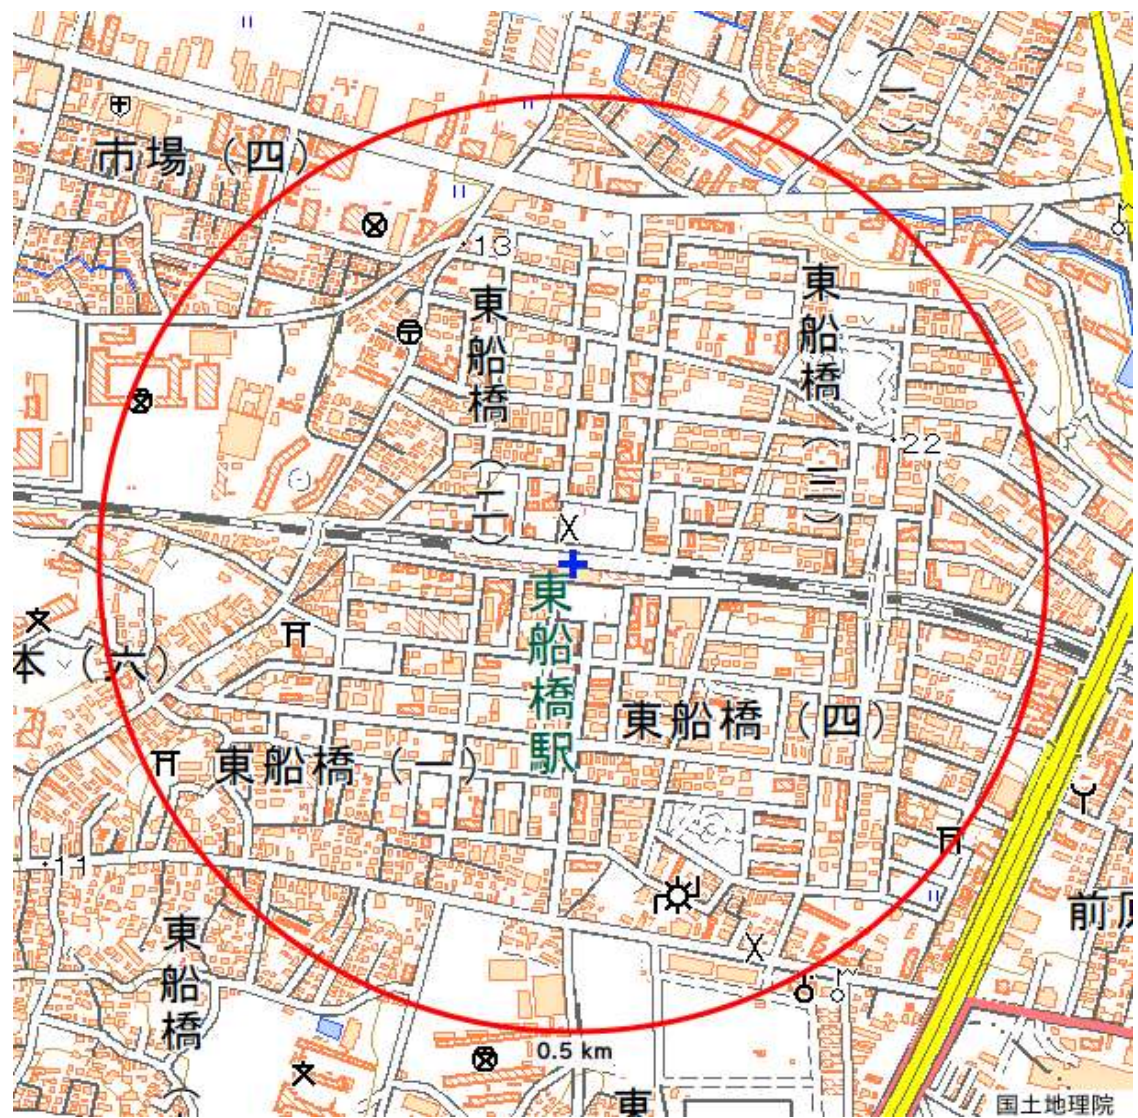 (一)
市場(四)
13
東船橋(二)
東船橋(三)
22
東船橋駅
本(六)
東船橋(四)
東船橋(一)
11
前原
東船橋(
0.5 km
東
国土地理院